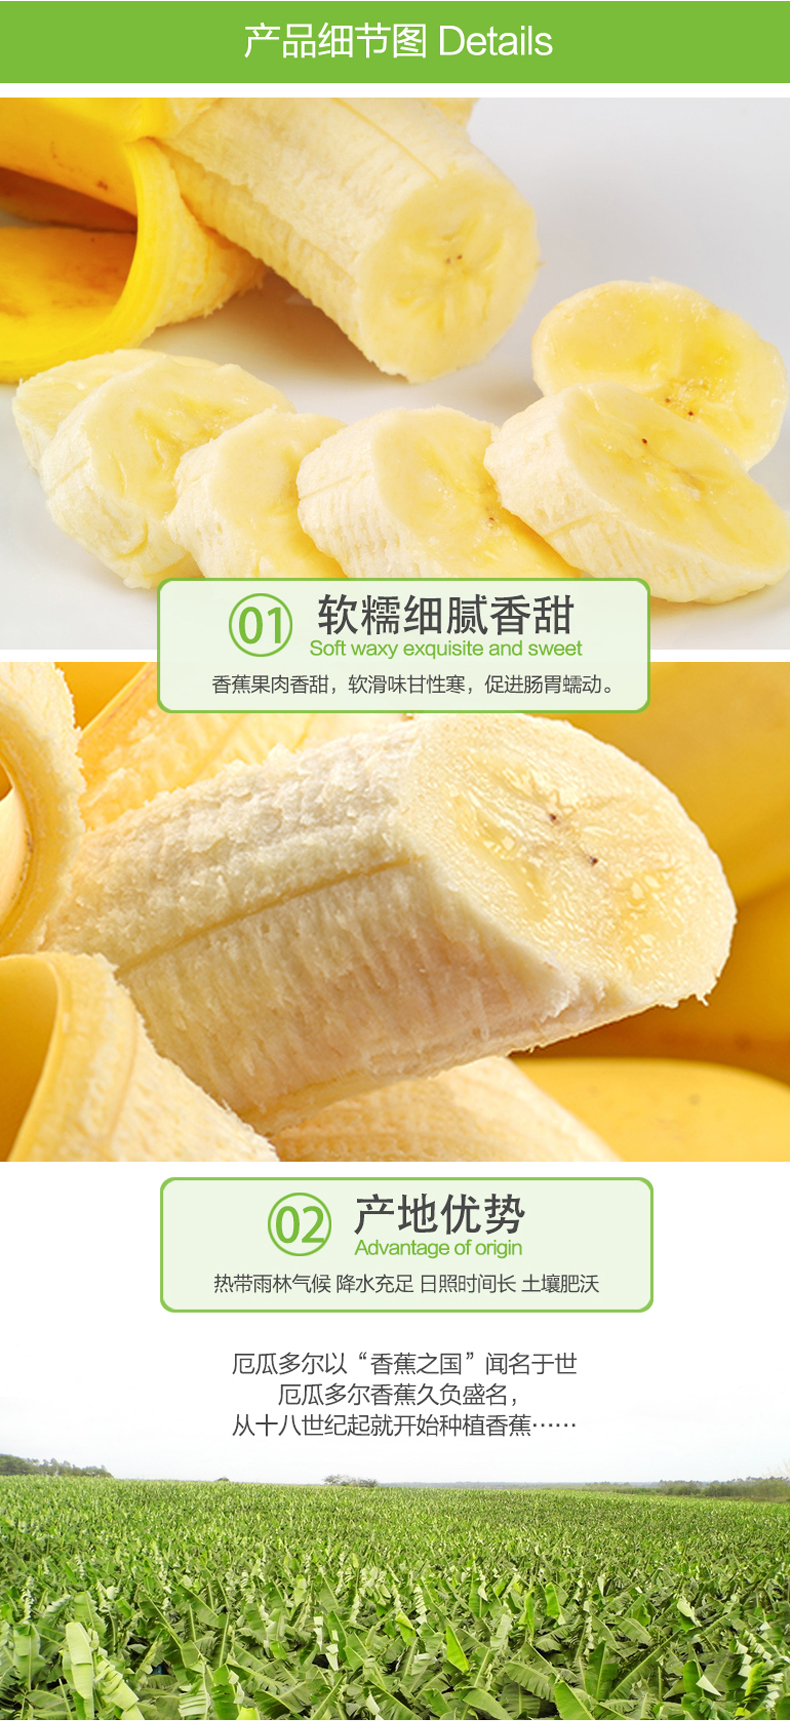 产品细节图 Details
01
软糯细腻香甜
Soft waxy exquisite and sweet
香蕉果肉香甜，软滑味甘性寒，促进肠胃蠕动。
02
产地优势
Advantage of origin
热带雨林气候 降水充足 日照时间长 土壤肥沃
厄瓜多尔以“香蕉之国”闻名于世
厄瓜多尔香蕉久负盛名，
从十八世纪起就开始种植香蕉……